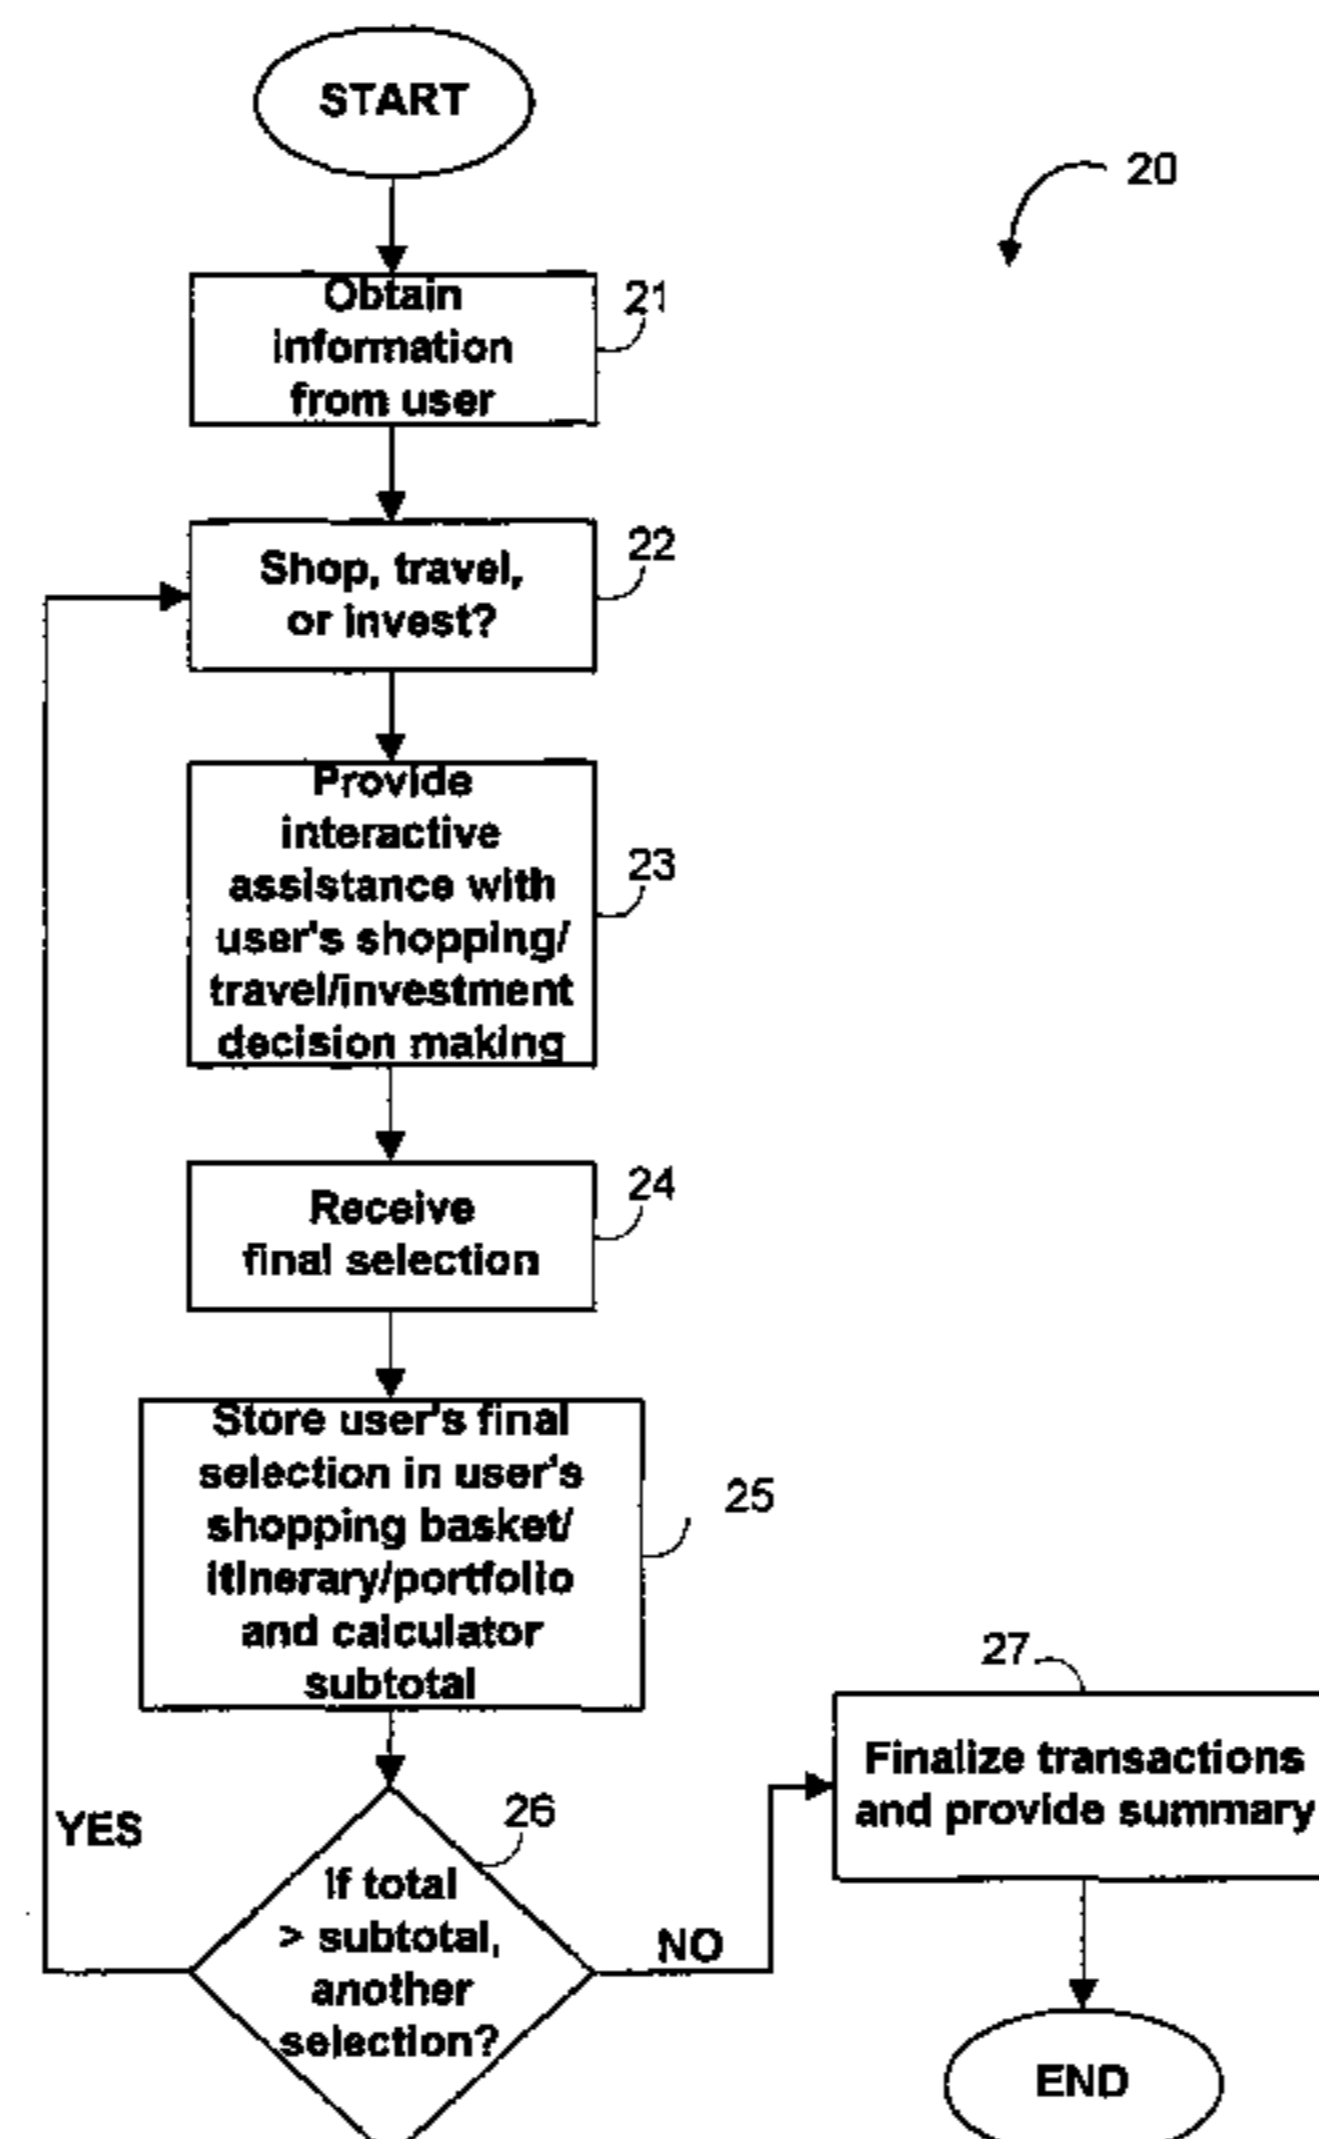 START
20
Obtain
information
from user
21
Shop, travel,
or invest?
22
Provide
interactive
assistance with
user's shopping/
travel/investment
decision making
23
Receive
final selection
24
Store user's final
selection in user's
shopping basket/
itinerary/portfolio
and calculator
subtotal
25
26
If total
> subtotal,
another
selection?
YES
NO
27
Finalize transactions
and provide summary
END